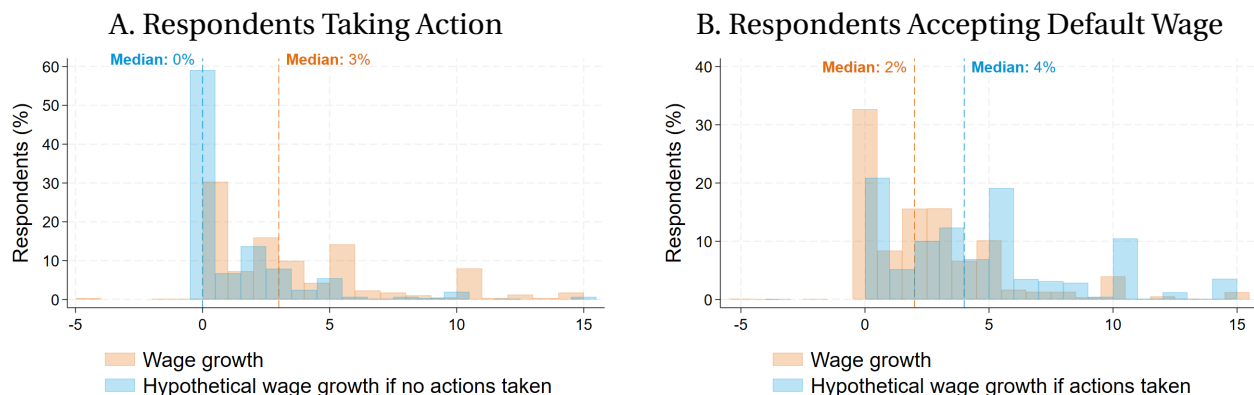 A. Respondents Taking Action
Median: 0%
Median: 3%
Respondents (%)
60
50
40
30
20
10
0
-5
0
5
10
15
Wage growth
Hypothetical wage growth if no actions taken
B. Respondents Accepting Default Wage
Median: 2%
Median: 4%
Respondents (%)
40
30
20
10
0
-5
0
5
10
15
Wage growth
Hypothetical wage growth if actions taken